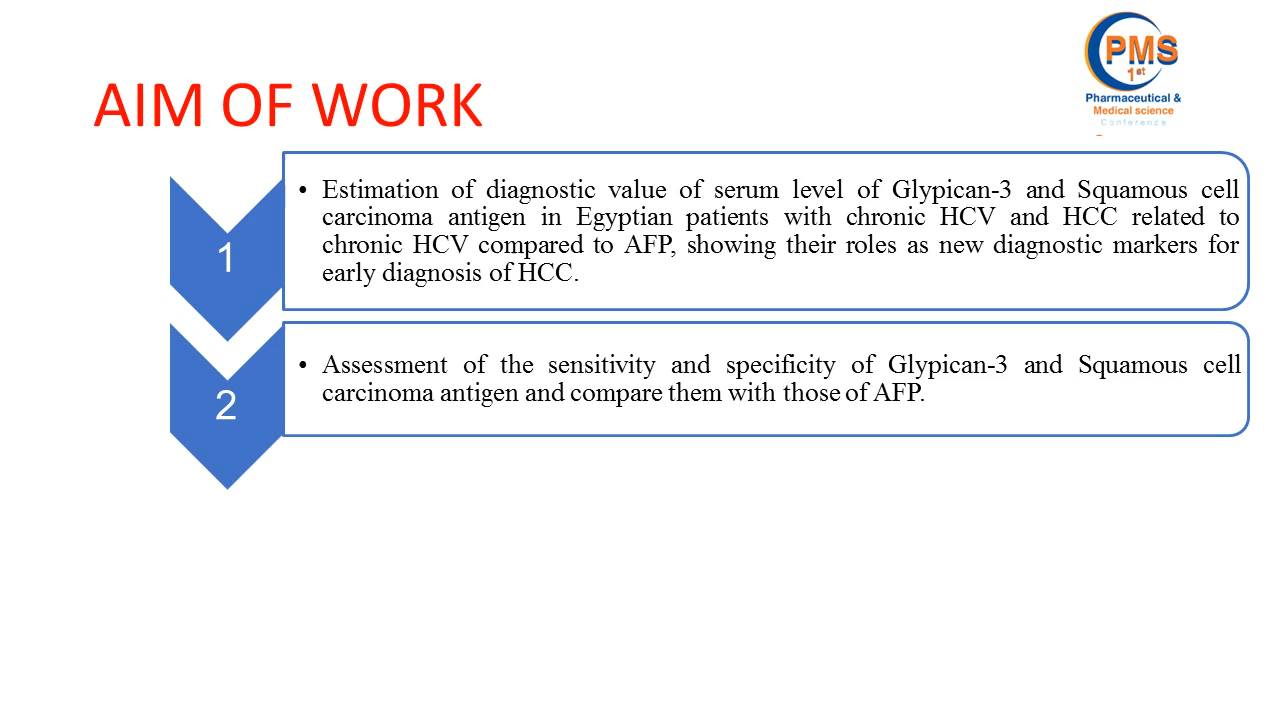 PMS
1st
Pharmaceutical &
Medical science
Conference
AIM OF WORK
1
• Estimation of diagnostic value of serum level of Glypican-3 and Squamous cell
carcinoma antigen in Egyptian patients with chronic HCV and HCC related to
chronic HCV compared to AFP, showing their roles as new diagnostic markers for
early diagnosis of HCC.
2
• Assessment of the sensitivity and specificity of Glypican-3 and Squamous cell
carcinoma antigen and compare them with those of AFP.